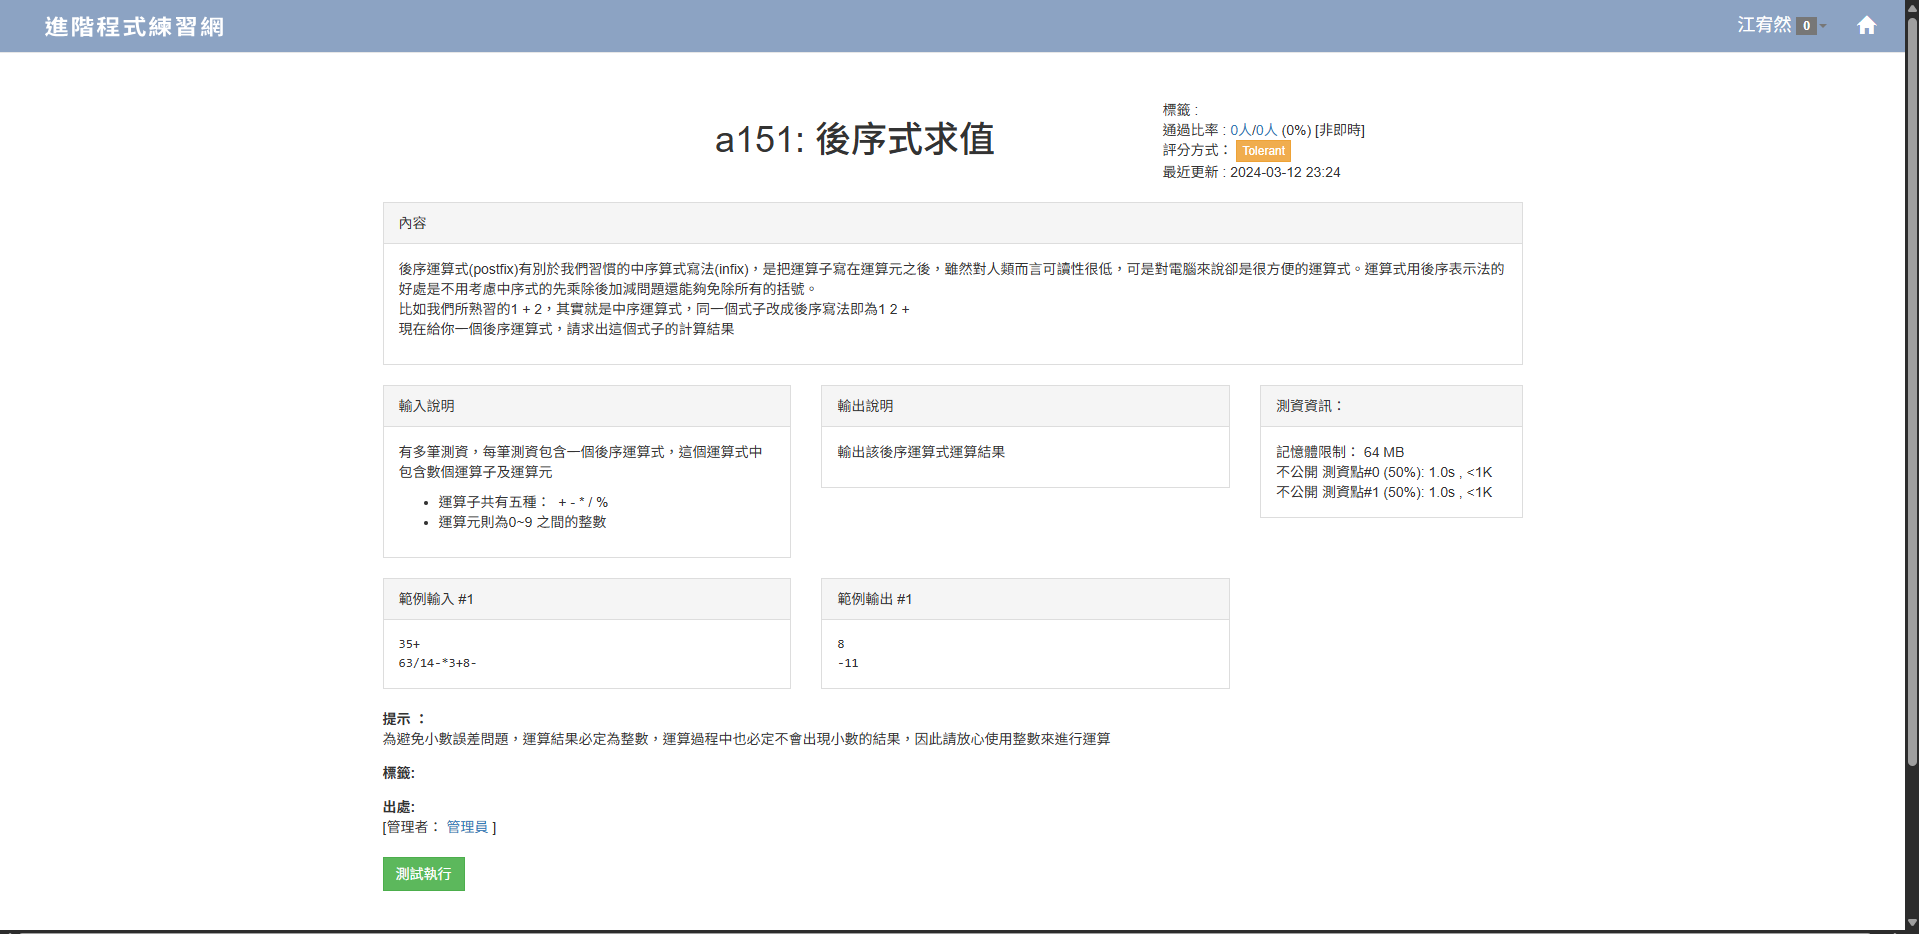 進階程式練習網
江宥然 0
a151: 後序式求值
標籤 :
通過比率 : 0人/0人 (0%) [非即時]
評分方式： Tolerant
最近更新 : 2024-03-12 23:24
內容
後序運算式(postfix)有別於我們習慣的中序算式寫法(infix)，是把運算子寫在運算元之後，雖然對人類而言可讀性很低，可是對電腦來說卻是很方便的運算式。運算式用後序表示法的
好處是不用考慮中序式的先乘除後加減問題還能夠免除所有的括號。
比如我們所熟習的1 + 2，其實就是中序運算式，同一個式子改成後序寫法即為1 2 +
現在給你一個後序運算式，請求出這個式子的計算結果
輸入說明
有多筆測資，每筆測資包含一個後序運算式，這個運算式中
包含數個運算子及運算元
• 運算子共有五種： + - * / %
• 運算元則為0~9 之間的整數
輸出說明
輸出該後序運算式運算結果
測資資訊：
記憶體限制： 64 MB
不公開 測資點#0 (50%): 1.0s , <1K
不公開 測資點#1 (50%): 1.0s , <1K
範例輸入 #1
35+
63/14-*3+8-
範例輸出 #1
8
-11
提示 ：
為避免小數誤差問題，運算結果必定為整數，運算過程中也必定不會出現小數的結果，因此請放心使用整數來進行運算
標籤:
出處:
[管理者： 管理員 ]
測試執行